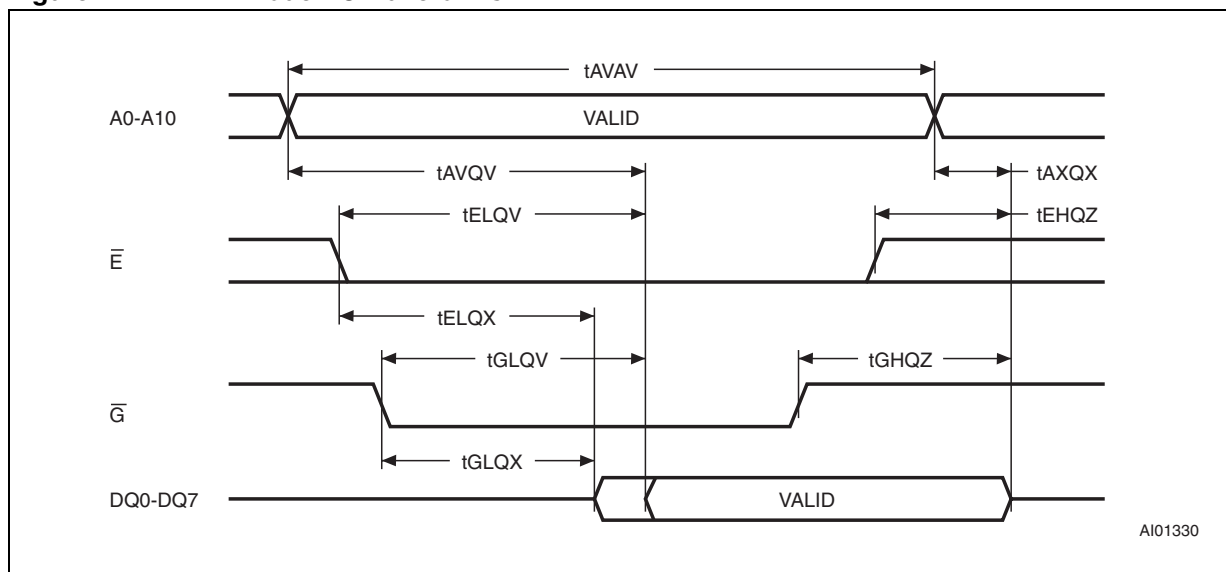 tAVAV
A0-A10 VALID
tAVQV tAXQX
tELQV tEHQZ
E̅
tELQX
tGLQV tGHQZ
G̅
tGLQX
DQ0-DQ7 VALID
AI01330